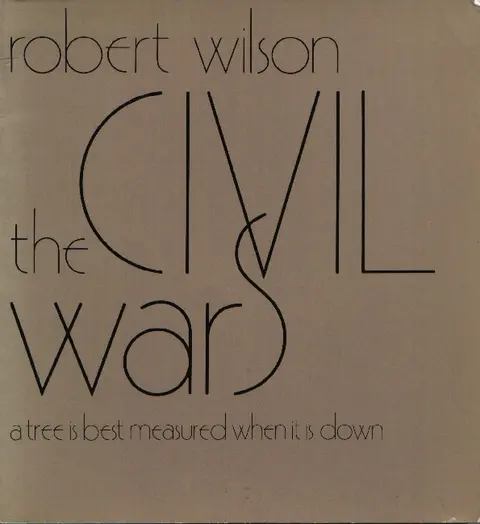 robert wilson
the CIVIL
warS
a tree is best measured when it is down